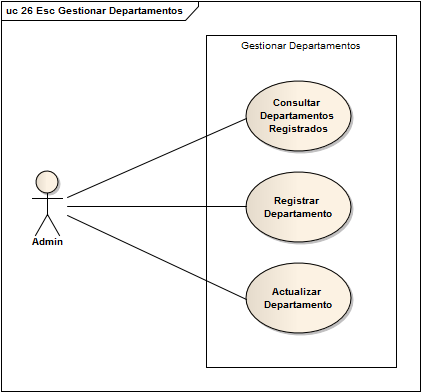 uc 26 Esc Gestionar Departamentos
Gestionar Departamentos
Consultar
Departamentos
Registrados
Registrar
Departamento
Admin
Actualizar
Departamento